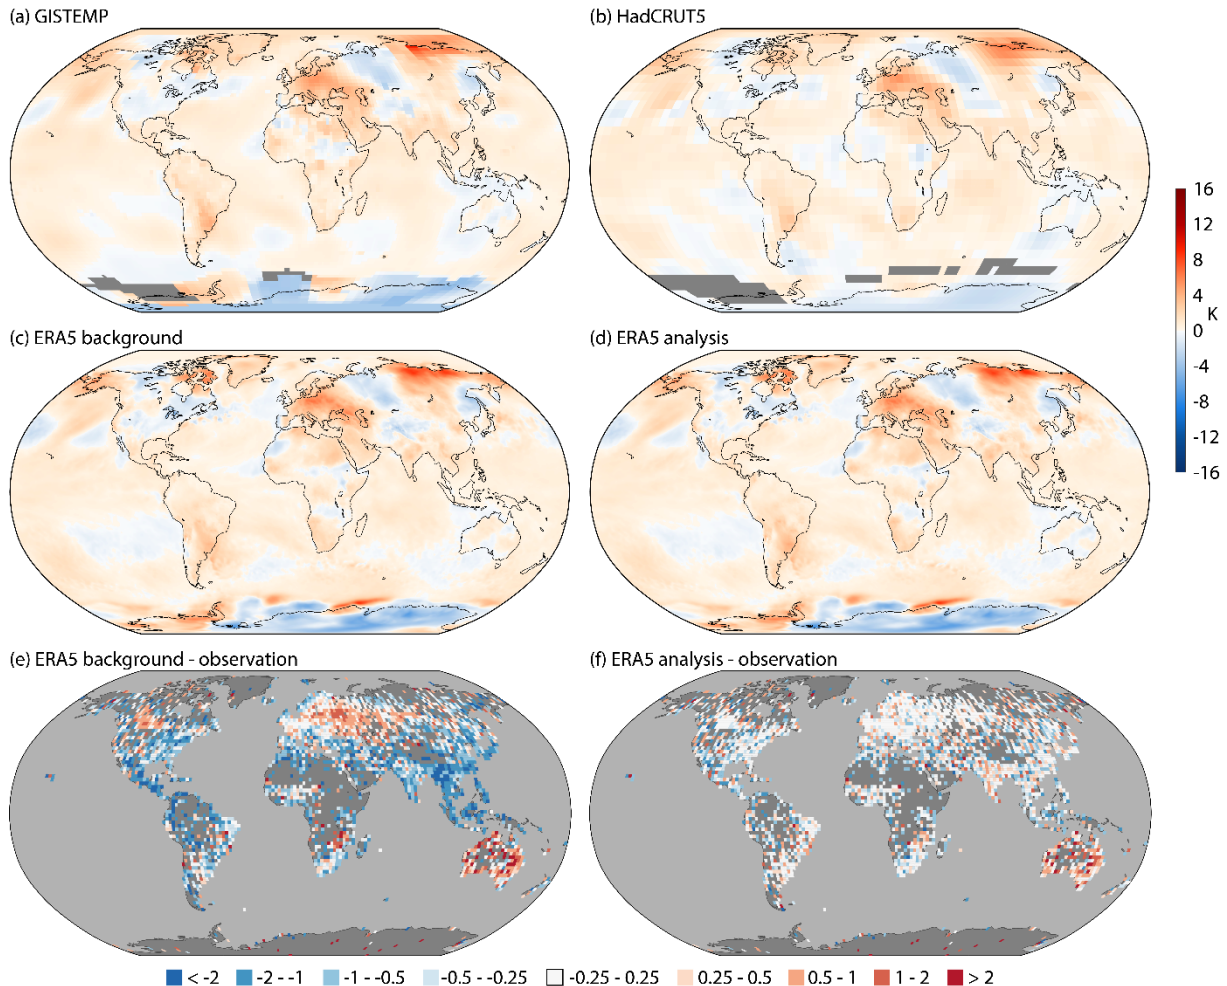 (a) GISTEMP
(b) HadCRUT5
16
12
8
4
0
-4
-8
-12
-16
K
(c) ERA5 background
(d) ERA5 analysis
(e) ERA5 background - observation
(f) ERA5 analysis - observation
< -2
-2 - -1
-1 - -0.5
-0.5 - -0.25
-0.25 - 0.25
0.25 - 0.5
0.5 - 1
1 - 2
> 2